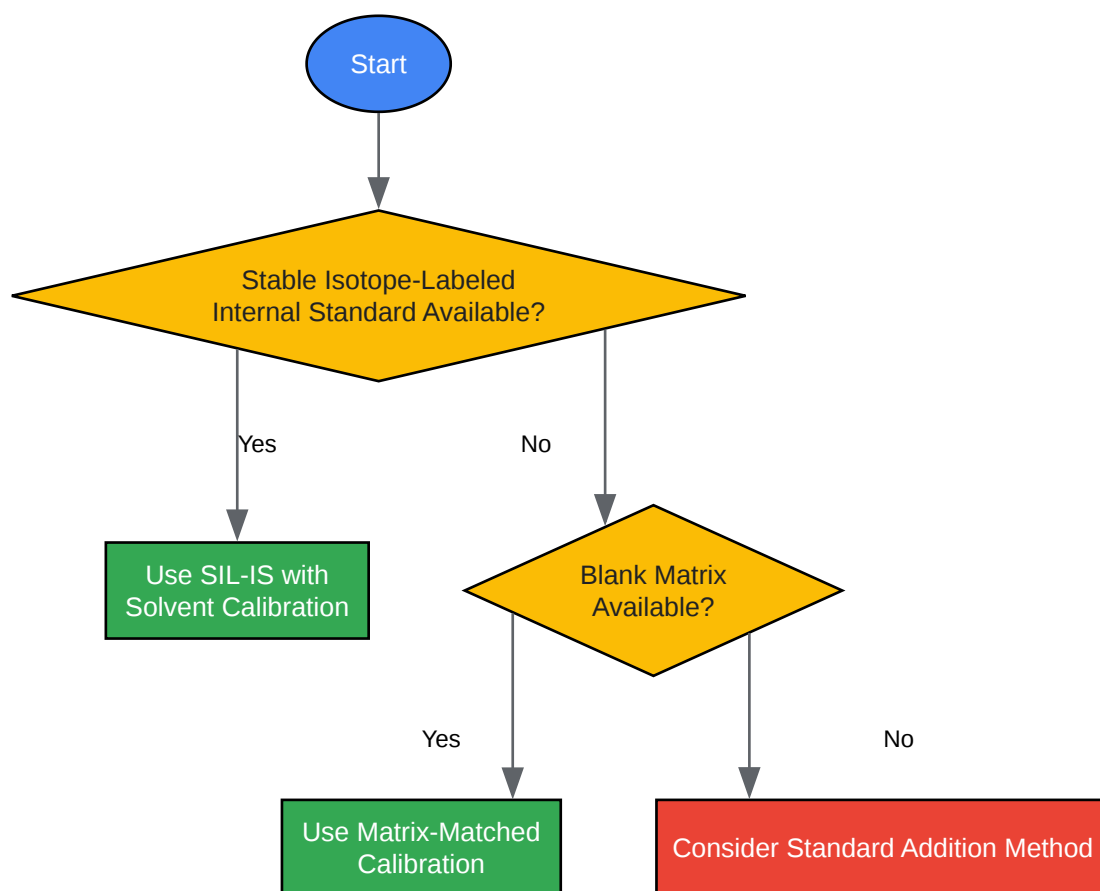 Start
Stable Isotope-Labeled
Internal Standard Available?
Yes
No
Use SIL-IS with
Solvent Calibration
Blank Matrix
Available?
Yes
No
Use Matrix-Matched
Calibration
Consider Standard Addition Method